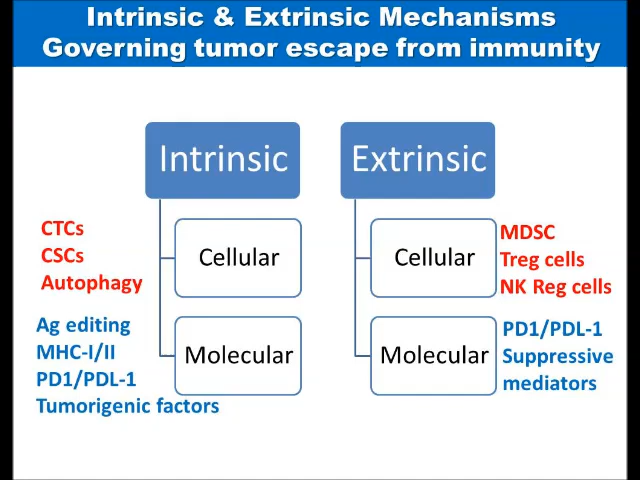 Intrinsic & Extrinsic Mechanisms
Governing tumor escape from immunity
Intrinsic
Extrinsic
CTCs
CSCs
Autophagy
Cellular
Cellular
MDSC
Treg cells
NK Reg cells
Ag editing
MHC-I/II
PD1/PDL-1
Tumorigenic factors
Molecular
Molecular
PD1/PDL-1
Suppressive
mediators